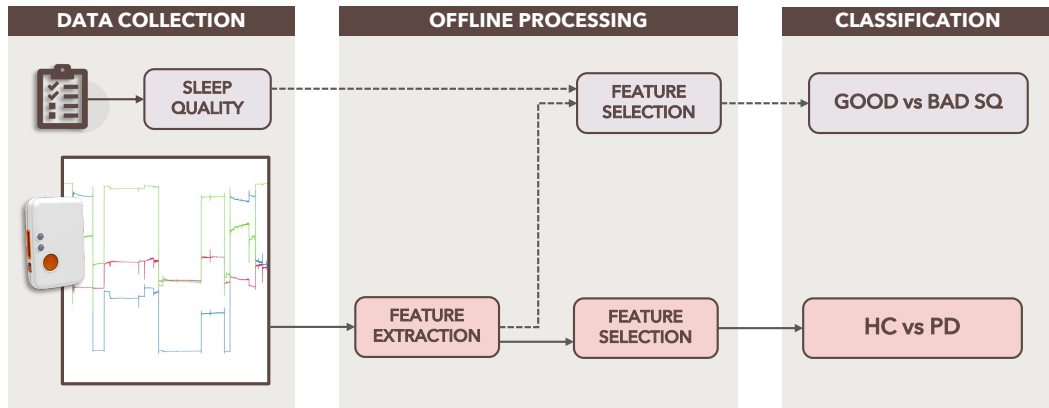 DATA COLLECTION
OFFLINE PROCESSING
CLASSIFICATION
SLEEP
QUALITY
FEATURE
SELECTION
GOOD vs BAD SQ
FEATURE
EXTRACTION
FEATURE
SELECTION
HC vs PD